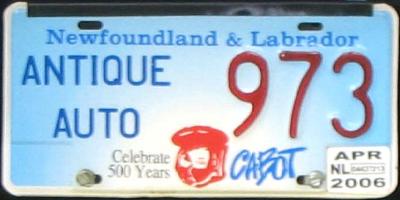 Newfoundland & Labrador
ANTIQUE
AUTO
973
Celebrate
500 Years
CABOT
APR
NL
2006